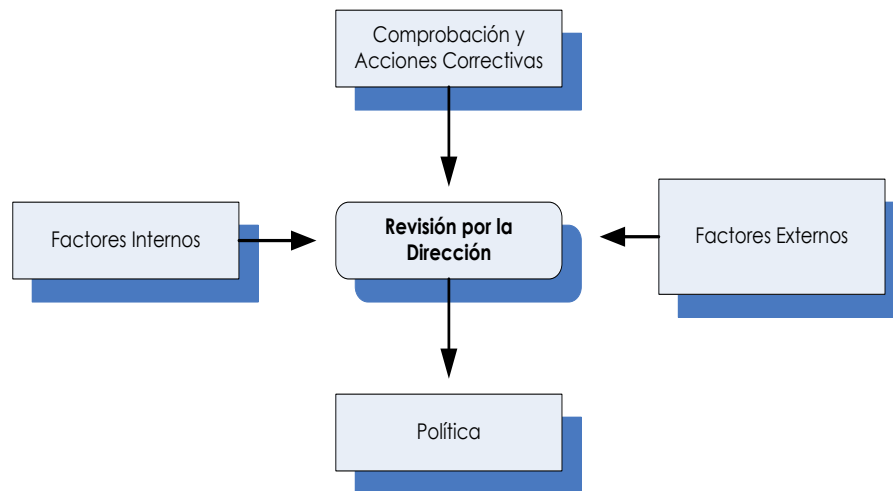 Comprobación y
Acciones Correctivas
Factores Internos
Revisión por la
Dirección
Factores Externos
Política